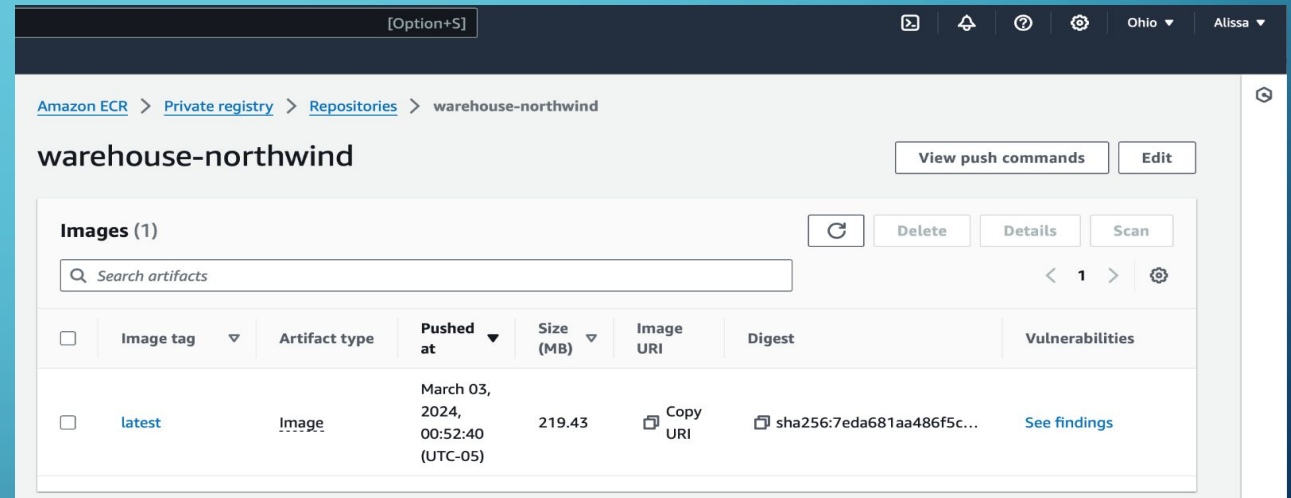 [Option+S]
Ohio ▼
Alissa ▼
Amazon ECR > Private registry > Repositories > warehouse-northwind
warehouse-northwind
View push commands
Edit
Images (1)
Delete
Details
Scan
Search artifacts
< 1 >
Image tag
Artifact type
Pushed at
Size (MB)
Image URI
Digest
Vulnerabilities
latest
Image
March 03,
2024,
00:52:40
(UTC-05)
219.43
Copy
URI
sha256:7eda681aa486f5c...
See findings